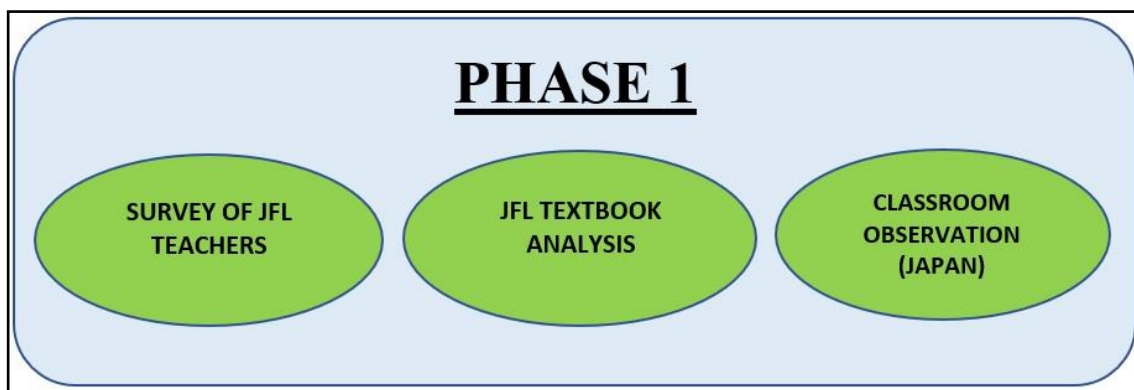 PHASE 1
SURVEY OF JFL
TEACHERS
JFL TEXTBOOK
ANALYSIS
CLASSROOM
OBSERVATION
(JAPAN)